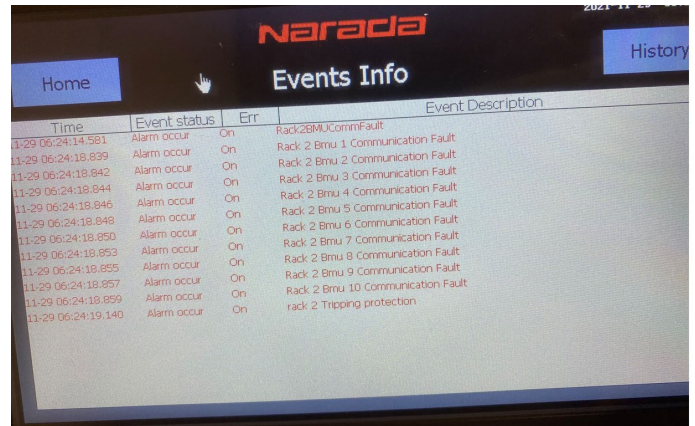 2021-11-29
Narada
Home
Events Info
History
Time Event status Err Event Description
11-29 06:24:14.581 Alarm occur On Rack2BMUCommFault
11-29 06:24:18.839 Alarm occur On Rack 2 Bmu 1 Communication Fault
11-29 06:24:18.842 Alarm occur On Rack 2 Bmu 2 Communication Fault
11-29 06:24:18.844 Alarm occur On Rack 2 Bmu 3 Communication Fault
11-29 06:24:18.846 Alarm occur On Rack 2 Bmu 4 Communication Fault
11-29 06:24:18.848 Alarm occur On Rack 2 Bmu 5 Communication Fault
11-29 06:24:18.850 Alarm occur On Rack 2 Bmu 6 Communication Fault
11-29 06:24:18.853 Alarm occur On Rack 2 Bmu 7 Communication Fault
11-29 06:24:18.855 Alarm occur On Rack 2 Bmu 8 Communication Fault
11-29 06:24:18.857 Alarm occur On Rack 2 Bmu 9 Communication Fault
11-29 06:24:18.859 Alarm occur On Rack 2 Bmu 10 Communication Fault
11-29 06:24:19.140 Alarm occur On rack 2 Tripping protection